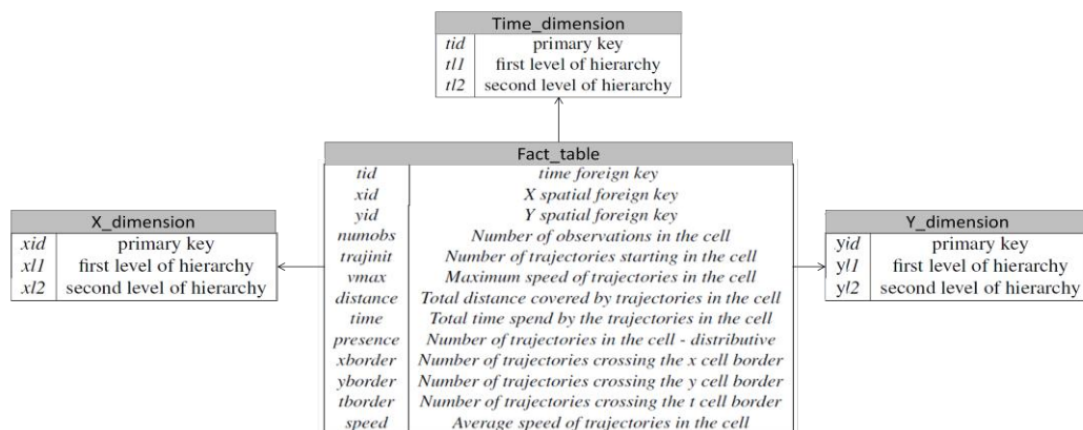 Time_dimension
tid primary key
tl1 first level of hierarchy
tl2 second level of hierarchy
Fact_table
tid time foreign key
xid X spatial foreign key
yid Y spatial foreign key
numobs Number of observations in the cell
trajinit Number of trajectories starting in the cell
vmax Maximum speed of trajectories in the cell
distance Total distance covered by trajectories in the cell
time Total time spend by the trajectories in the cell
presence Number of trajectories in the cell - distributive
xborder Number of trajectories crossing the x cell border
yborder Number of trajectories crossing the y cell border
tborder Number of trajectories crossing the t cell border
speed Average speed of trajectories in the cell
X_dimension
xid primary key
xl1 first level of hierarchy
xl2 second level of hierarchy
Y_dimension
yid primary key
yl1 first level of hierarchy
yl2 second level of hierarchy